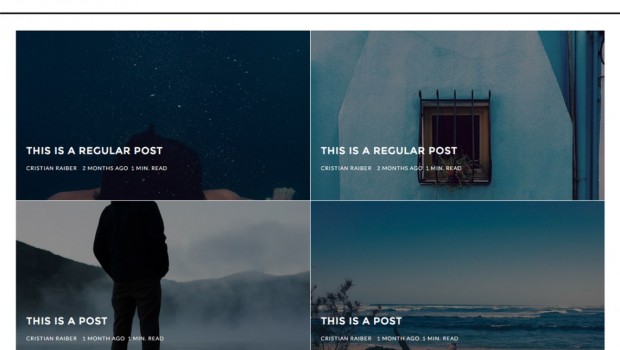 THIS IS A REGULAR POST
CRISTIAN RAIBER 2 MONTHS AGO 1 MIN. READ
THIS IS A REGULAR POST
CRISTIAN RAIBER 2 MONTHS AGO 1 MIN. READ
THIS IS A POST
CRISTIAN RAIBER 1 MONTH AGO 1 MIN. READ
THIS IS A POST
CRISTIAN RAIBER 1 MONTH AGO 1 MIN. READ